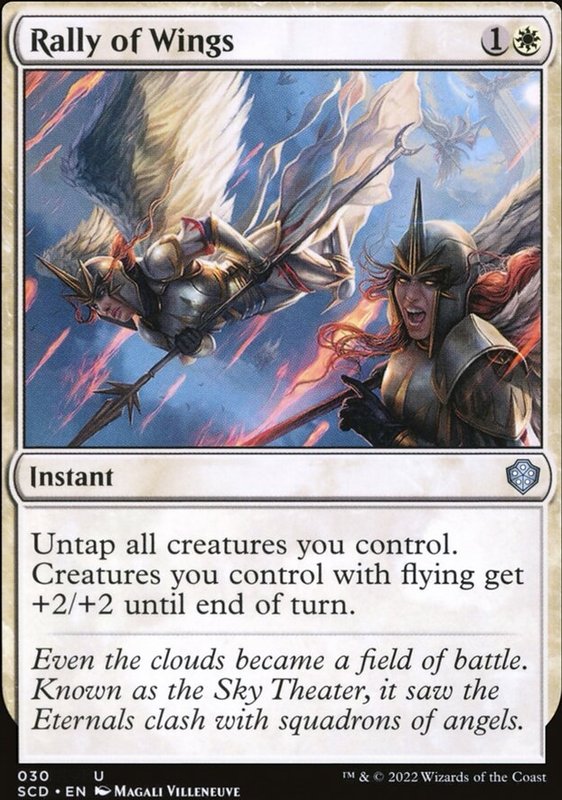 Rally of Wings 1
Instant
Untap all creatures you control.
Creatures you control with flying get
+2/+2 until end of turn.
Even the clouds became a field of battle.
Known as the Sky Theater, it saw the
Eternals clash with squadrons of angels.
030 U
SCD • EN Magali Villeneuve
™ & © 2022 Wizards of the Coast